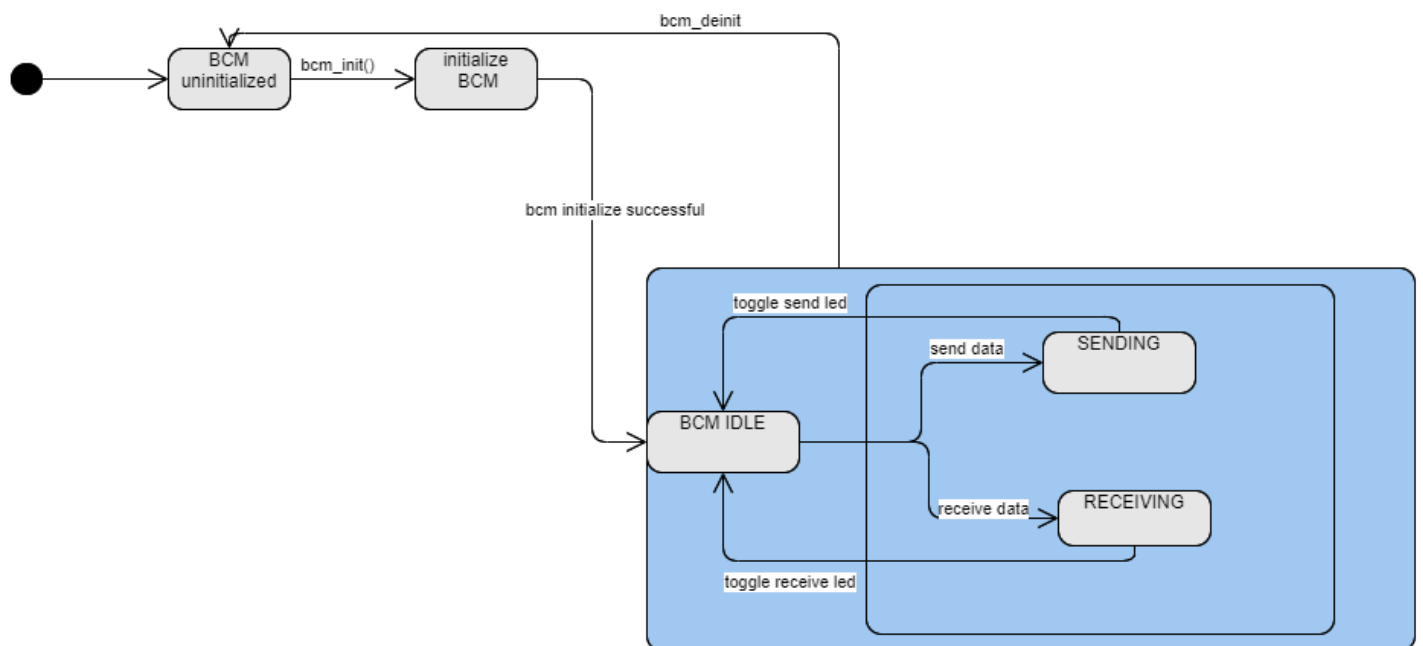 bcm_deinit
BCM
uninitialized
bcm_init()
initialize
BCM
bcm initialize successful
toggle send led
send data
SENDING
BCM IDLE
receive data
RECEIVING
toggle receive led